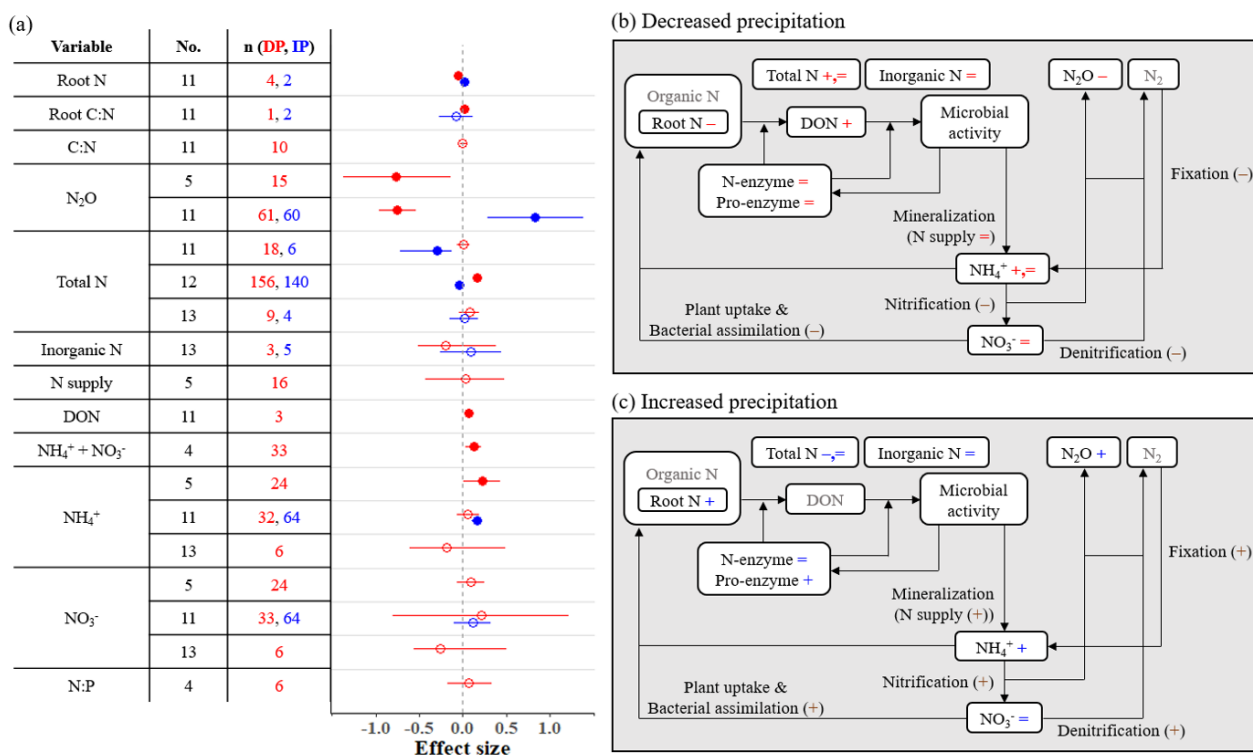 (a)
Variable No. n (DP, IP)
Root N 11 4, 2
Root C:N 11 1, 2
C:N 11 10
N₂O 5 15
11 61, 60
Total N 11 18, 6
12 156, 140
13 9, 4
Inorganic N 13 3, 5
N supply 5 16
DON 11 3
NH₄⁺ + NO₃⁻ 4 33
NH₄⁺ 5 24
11 32, 64
13 6
NO₃⁻ 5 24
11 33, 64
13 6
N:P 4 6
-1.0 -0.5 0.0 0.5 1.0
Effect size
(b) Decreased precipitation
Total N +,=
Inorganic N =
N₂O –
N₂
Organic N
Root N –
DON +
Microbial
activity
N-enzyme =
Pro-enzyme =
Fixation (–)
Mineralization
(N supply =)
NH₄⁺ +,=
Nitrification (–)
Plant uptake &
Bacterial assimilation (–)
NO₃⁻ =
Denitrification (–)
(c) Increased precipitation
Total N –,=
Inorganic N =
N₂O +
N₂
Organic N
Root N +
DON
Microbial
activity
N-enzyme =
Pro-enzyme +
Fixation (+)
Mineralization
(N supply (+))
NH₄⁺ +
Nitrification (+)
Plant uptake &
Bacterial assimilation (+)
NO₃⁻ =
Denitrification (+)